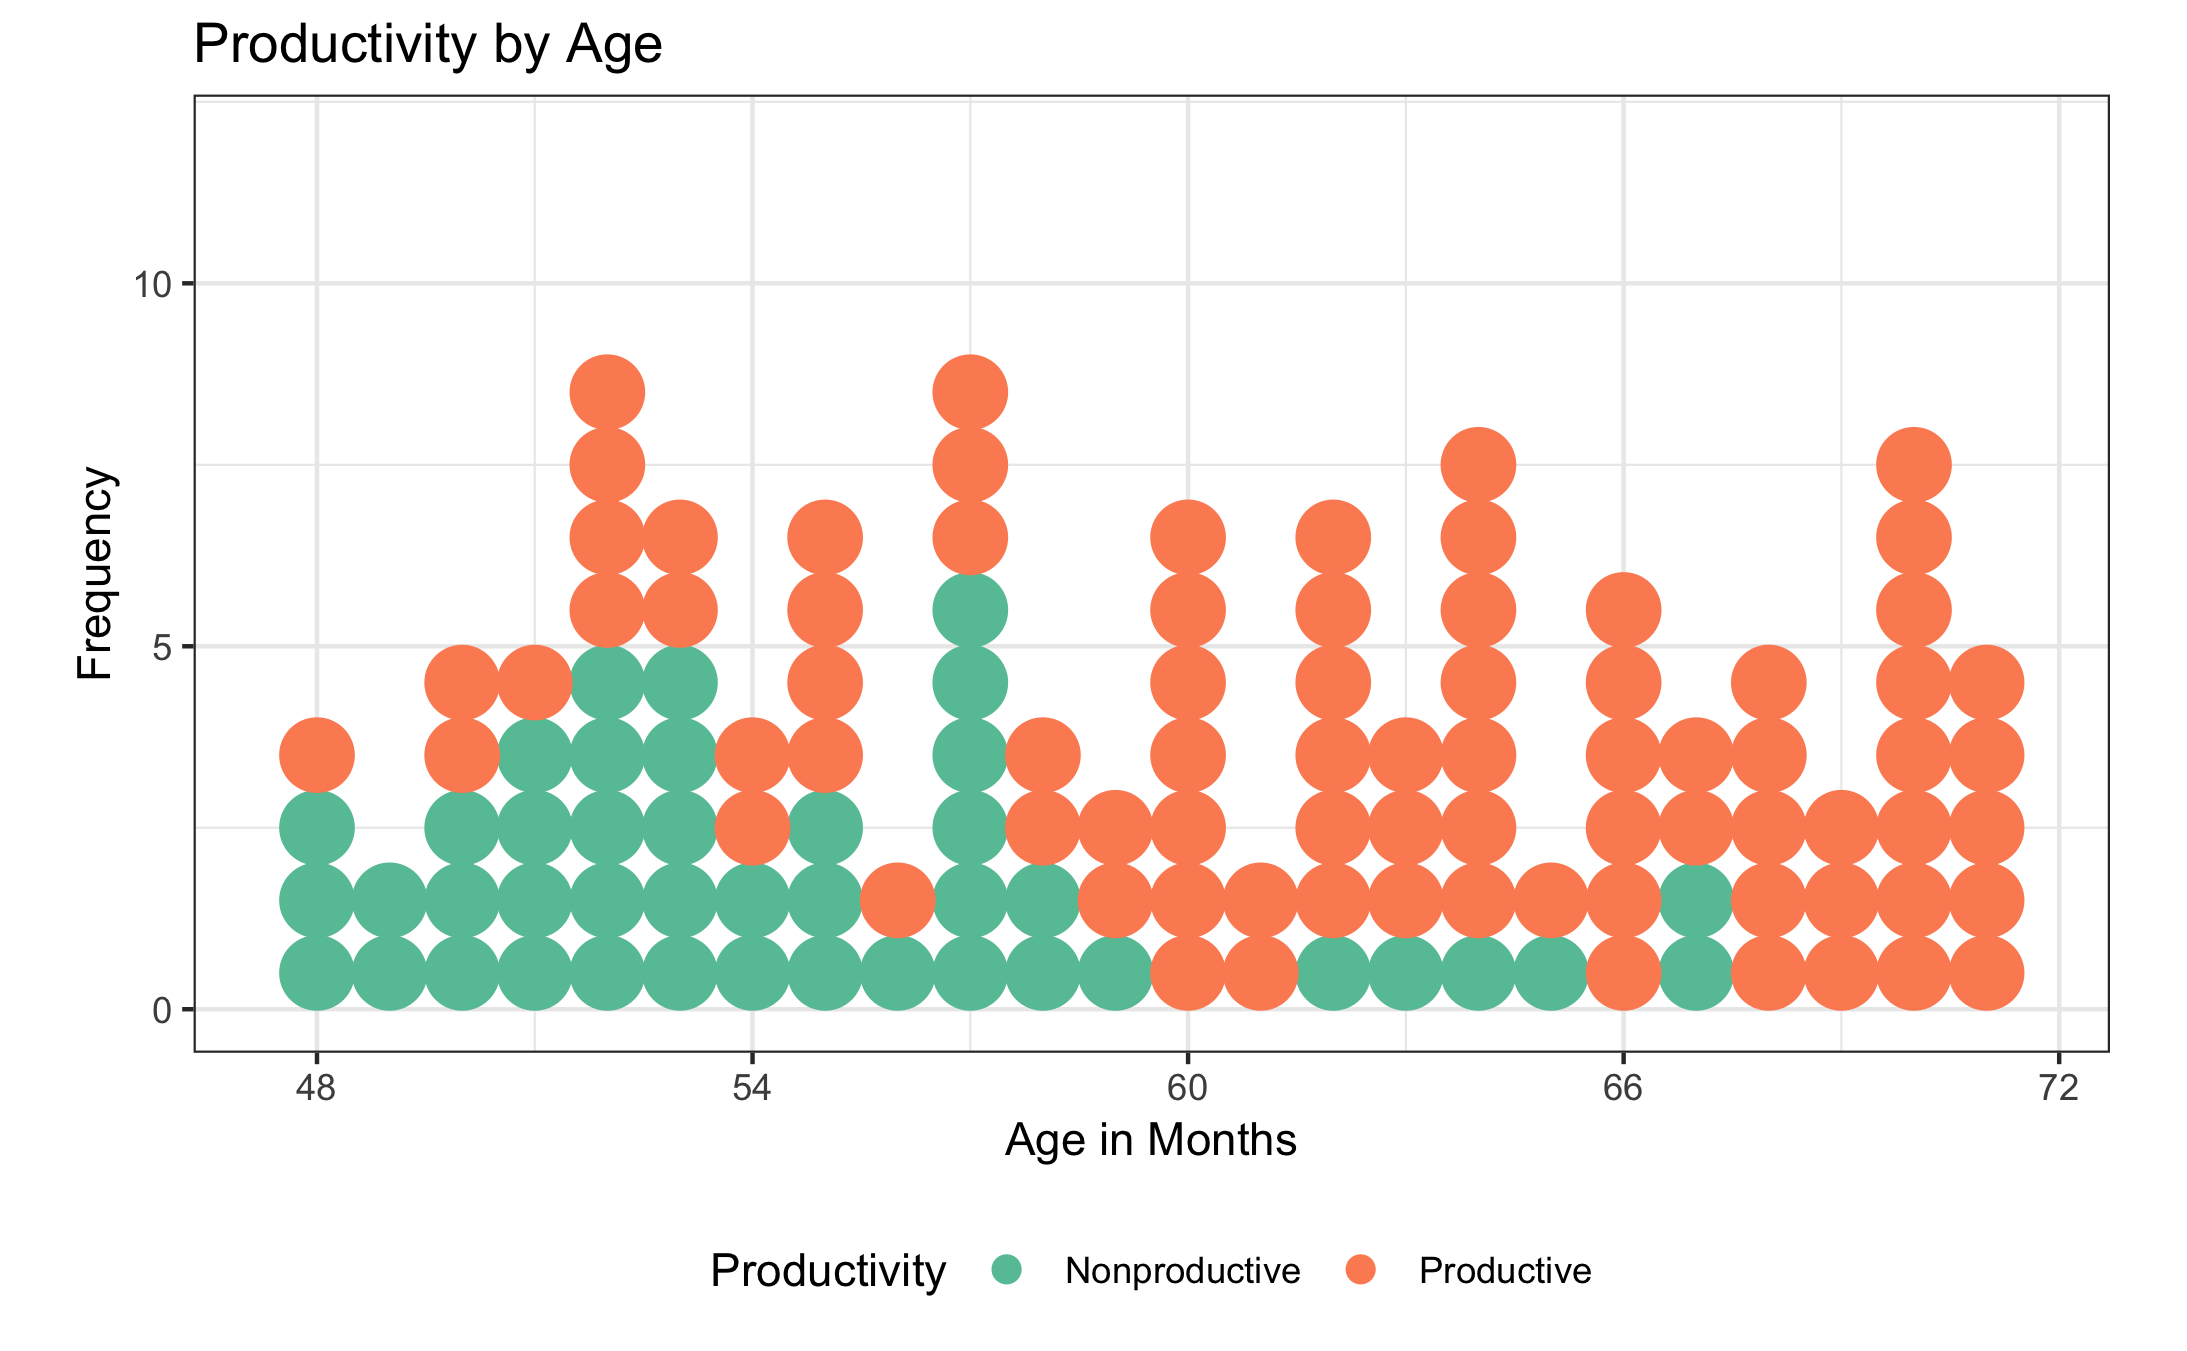 Productivity by Age
10
5
0
Frequency
48 54 60 66 72
Age in Months
Productivity Nonproductive Productive